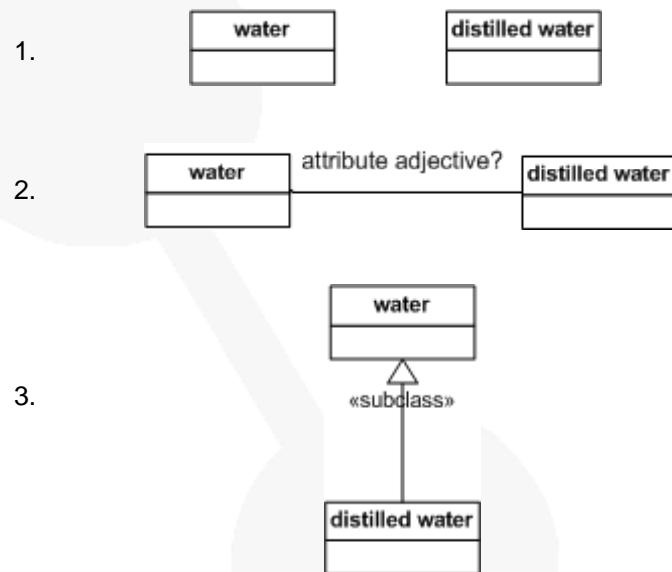 1.
water
distilled water
2.
water
attribute adjective?
distilled water
3.
water
«subclass»
distilled water